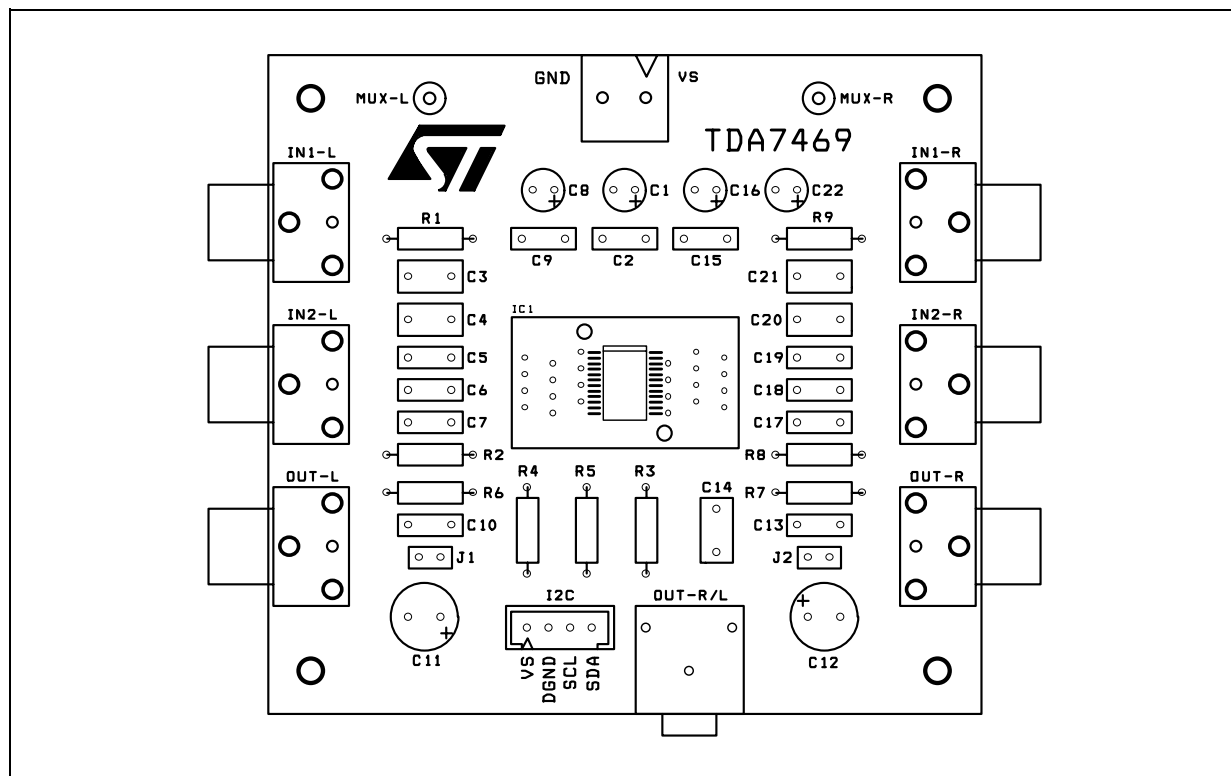 GND VS
MUX-L MUX-R
ST TDA7469
IN1-L IN1-R
C8 C1 C16 C22
R1 R9
C9 C2 C15
C3 C21
IC1
IN2-L C4 C20 IN2-R
C5 C19
C6 C18
C7 C17
R2 R8
R4 R5 R3
OUT-L C14 OUT-R
R6 R7
C10 C13
J1 J2
I2C OUT-R/L
C11 C12
VS
DGND
SCL
SDA